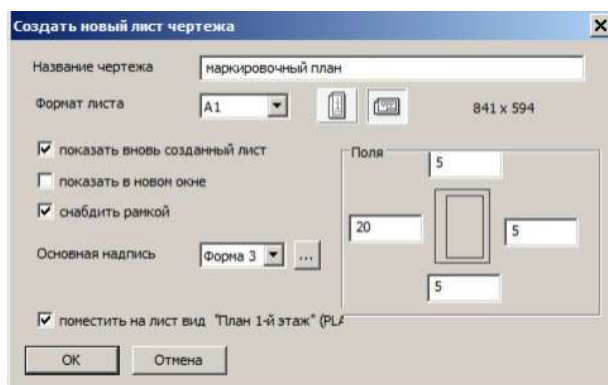 Создать новый лист чертежа
Название чертежа маркировочный план
Формат листа А1 841 x 594
показать вновь созданный лист
Поля
5
показать в новом окне
снабдить рамкой
20 5
Основная надпись Форма 3 ...
5
поместить на лист вид "План 1-й этаж" (PLA
OK Отмена